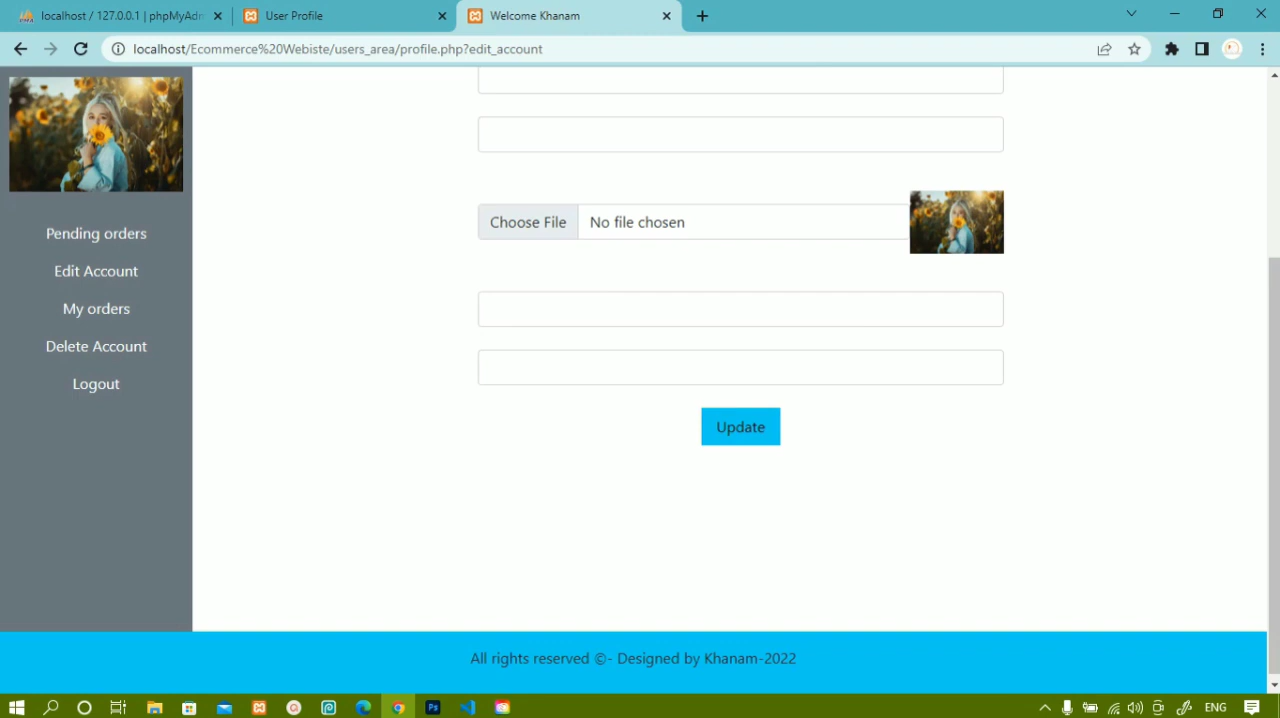 localhost / 127.0.0.1 | phpMyAdm
User Profile
Welcome Khanam
localhost/Ecommerce%20Webiste/users_area/profile.php?edit_account
Choose File No file chosen
Pending orders
Edit Account
My orders
Delete Account
Logout
Update
All rights reserved ©- Designed by Khanam-2022
Ps
ENG